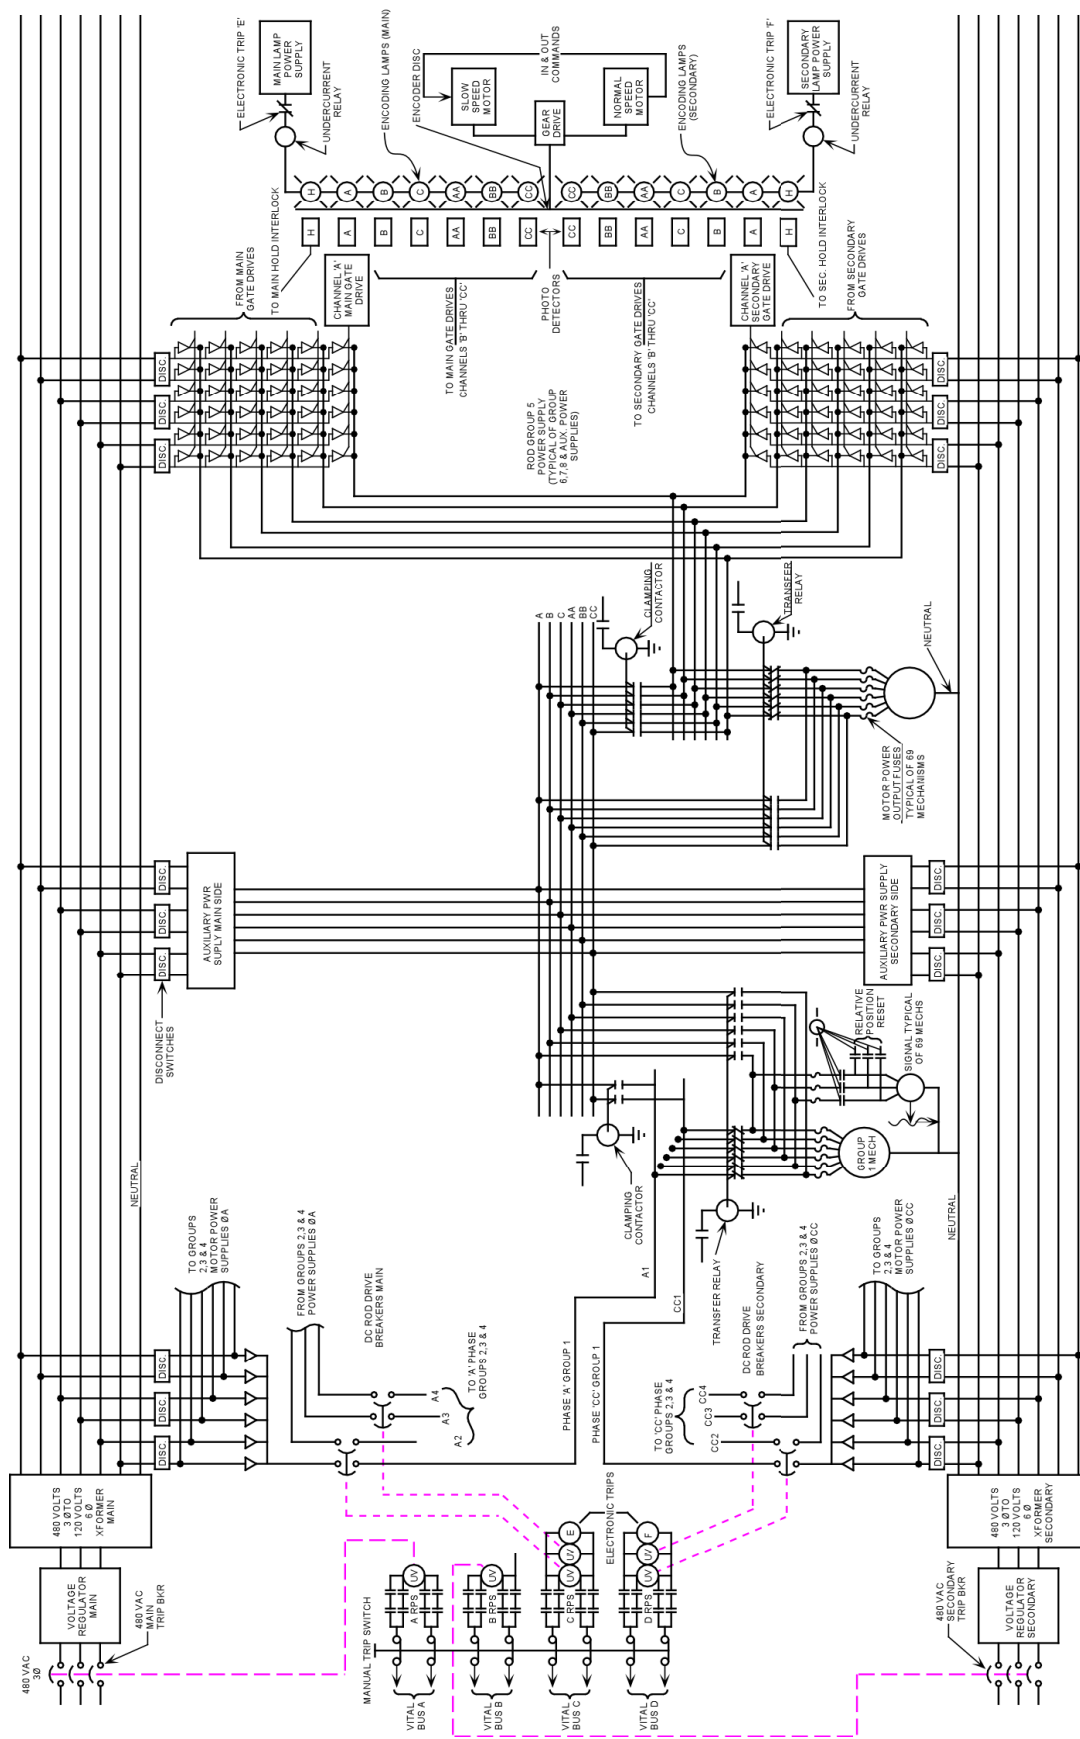 ELECTRONIC TRIP 'E'
MAIN LAMP
POWER
SUPPLY
UNDERCURRENT
RELAY
ENCODING LAMPS (MAIN)
ENCODER DISC
SLOW
SPEED
MOTOR
IN & OUT
COMMANDS
GEAR
DRIVE
NORMAL
SPEED
MOTOR
ENCODING LAMPS
(SECONDARY)
ELECTRONIC TRIP 'F'
SECONDARY
LAMP POWER
SUPPLY
UNDERCURRENT
RELAY
H
A
B
C
AA
BB
CC
CC
BB
AA
C
B
A
H
H
A
B
C
AA
BB
CC
CC
BB
AA
C
B
A
H
FROM MAIN
GATE DRIVES
TO MAIN HOLD INTERLOCK
CHANNEL 'A'
MAIN GATE
DRIVE
TO MAIN GATE DRIVES
CHANNELS 'B' THRU 'CC'
PHOTO
DETECTORS
TO SECONDARY GATE DRIVES
CHANNELS 'B' THRU 'CC'
CHANNEL 'A'
SECONDARY
GATE DRIVE
TO SEC. HOLD INTERLOCK
FROM SECONDARY
GATE DRIVES
DISC.
DISC.
DISC.
ROD GROUP 5
POWER SUPPLY
(TYPICAL OF GROUP
6,7,8 & AUX. POWER
SUPPLIES)
DISC.
DISC.
DISC.
A
B
C
AA
BB
CC
CLAMPING
CONTACTOR
TRANSFER
RELAY
NEUTRAL
MOTOR POWER
OUTPUT FUSES
TYPICAL OF 69
MECHANISMS
DISC.
DISC.
DISC.
AUXILIARY PWR
SUPLY MAIN SIDE
AUXILIARY PWR SUPPLY
SECONDARY SIDE
DISC.
DISC.
DISC.
DISCONNECT
SWITCHES
RELATIVE
POSITION
RESET
SIGNAL TYPICAL
OF 69 MECHS
GROUP
1 MECH
CLAMPING
CONTACTOR
TRANSFER RELAY
NEUTRAL
NEUTRAL
TO GROUPS
2,3 & 4
MOTOR POWER
SUPPLIES ØA
FROM GROUPS 2,3 & 4
POWER SUPPLIES ØA
DC ROD DRIVE
BREAKERS MAIN
A1
CC1
DC ROD DRIVE
BREAKERS SECONDARY
FROM GROUPS 2,3 & 4
POWER SUPPLIES ØCC
TO GROUPS
2,3 & 4
MOTOR POWER
SUPPLIES ØCC
DISC.
DISC.
DISC.
A4
A3
A2
TO 'A' PHASE
GROUPS 2,3 & 4
PHASE 'A' GROUP 1
PHASE 'CC' GROUP 1
TO 'CC' PHASE
GROUPS 2,3 & 4
CC4
CC3
CC2
DISC.
DISC.
DISC.
480 VOLTS
3 Ø TO
120 VOLTS
6 Ø
XFORMER
MAIN
480 VOLTS
3 Ø TO
120 VOLTS
6 Ø
XFORMER
SECONDARY
VOLTAGE
REGULATOR
MAIN
480 VAC
MAIN
TRIP BKR
480 VAC
3Ø
MANUAL TRIP SWITCH
UV
A RPS
UV
B RPS
E
UV
UV
C RPS
ELECTRONIC TRIPS
F
UV
UV
D RPS
VITAL
BUS A
VITAL
BUS B
VITAL
BUS C
VITAL
BUS D
480 VAC
SECONDARY
TRIP BKR
VOLTAGE
REGULATOR
SECONDARY